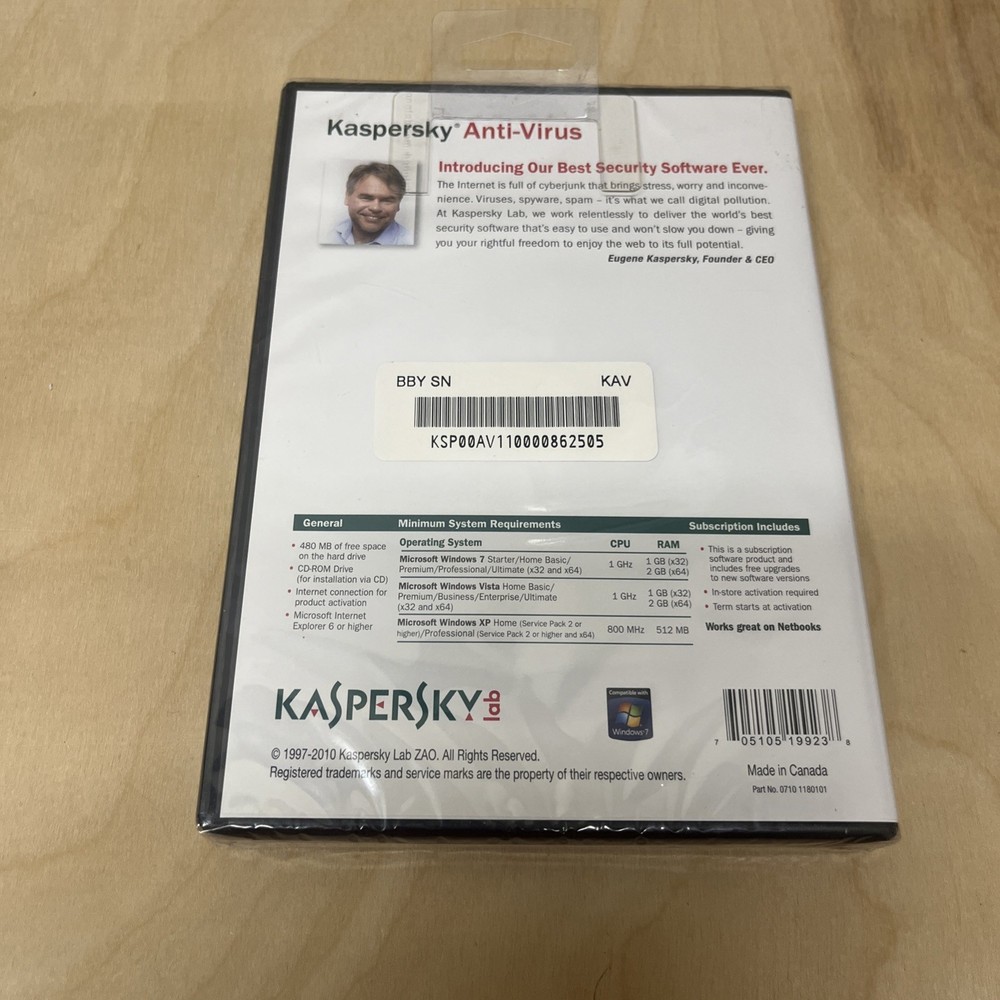 Kaspersky® Anti-Virus
Introducing Our Best Security Software Ever.
The Internet is full of cyberjunk that brings stress, worry and inconve-
nience. Viruses, spyware, spam – it's what we call digital pollution.
At Kaspersky Lab, we work relentlessly to deliver the world's best
security software that's easy to use and won't slow you down – giving
you your rightful freedom to enjoy the web to its full potential.
Eugene Kaspersky, Founder & CEO
BBY SN KAV
KSP00AV110000862505
General
• 480 MB of free space
on the hard drive
• CD-ROM Drive
(for installation via CD)
• Internet connection for
product activation
• Microsoft Internet
Explorer 6 or higher
Minimum System Requirements
Operating System CPU RAM
Microsoft Windows 7 Starter/Home Basic/
Premium/Professional/Ultimate (x32 and x64)
1 GHz
1 GB (x32)
2 GB (x64)
Microsoft Windows Vista Home Basic/
Premium/Business/Enterprise/Ultimate
(x32 and x64)
1 GHz
1 GB (x32)
2 GB (x64)
Microsoft Windows XP Home (Service Pack 2 or
higher)/Professional (Service Pack 2 or higher and x64)
800 MHz 512 MB
Subscription Includes
• This is a subscription
software product and
includes free upgrades
to new software versions
• In-store activation required
• Term starts at activation
Works great on Netbooks
KASPERSKY lab
Compatible with
Windows 7
7 05105 19923 8
© 1997-2010 Kaspersky Lab ZAO. All Rights Reserved.
Registered trademarks and service marks are the property of their respective owners.
Made in Canada
Part No. 0710 1180101